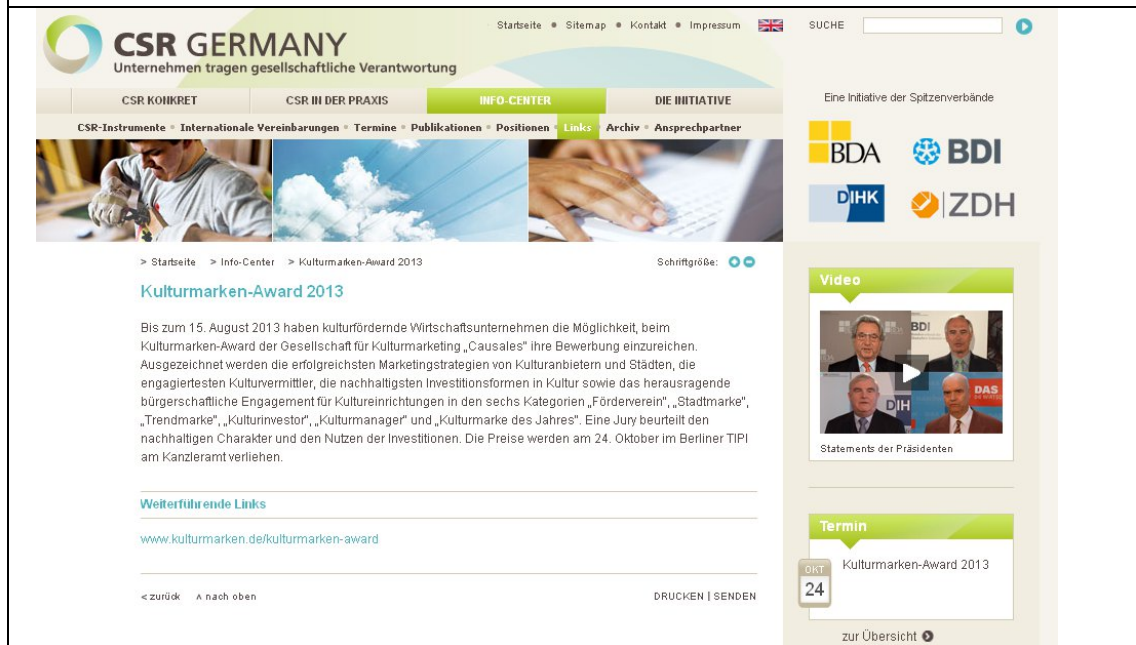 Startseite • Sitemap • Kontakt • Impressum
SUCHE
CSR GERMANY
Unternehmen tragen gesellschaftliche Verantwortung
CSR KONKRET CSR IN DER PRAXIS INFO-CENTER DIE INITIATIVE
CSR-Instrumente • Internationale Vereinbarungen • Termine • Publikationen • Positionen • Links • Archiv • Ansprechpartner
Eine Initiative der Spitzenverbände
BDA BDI
DIHK ZDH
> Startseite > Info-Center > Kulturmarken-Award 2013
Schriftgröße:
Kulturmarken-Award 2013
Bis zum 15. August 2013 haben kulturfördernde Wirtschaftsunternehmen die Möglichkeit, beim
Kulturmarken-Award der Gesellschaft für Kulturmarketing „Causales" ihre Bewerbung einzureichen.
Ausgezeichnet werden die erfolgreichsten Marketingstrategien von Kulturanbietern und Städten, die
engagiertesten Kulturvermittler, die nachhaltigsten Investitionsformen in Kultur sowie das herausragende
bürgerschaftliche Engagement für Kultureinrichtungen in den sechs Kategorien „Förderverein", „Stadtmarke",
„Trendmarke", „Kulturinvestor", „Kulturmanager" und „Kulturmarke des Jahres". Eine Jury beurteilt den
nachhaltigen Charakter und den Nutzen der Investitionen. Die Preise werden am 24. Oktober im Berliner TIPI
am Kanzleramt verliehen.
Weiterführende Links
www.kulturmarken.de/kulturmarken-award
< zurück ∧ nach oben
DRUCKEN | SENDEN
Video
BDI
DIH
DAS
Statements der Präsidenten
Termin
OKT
24
Kulturmarken-Award 2013
zur Übersicht